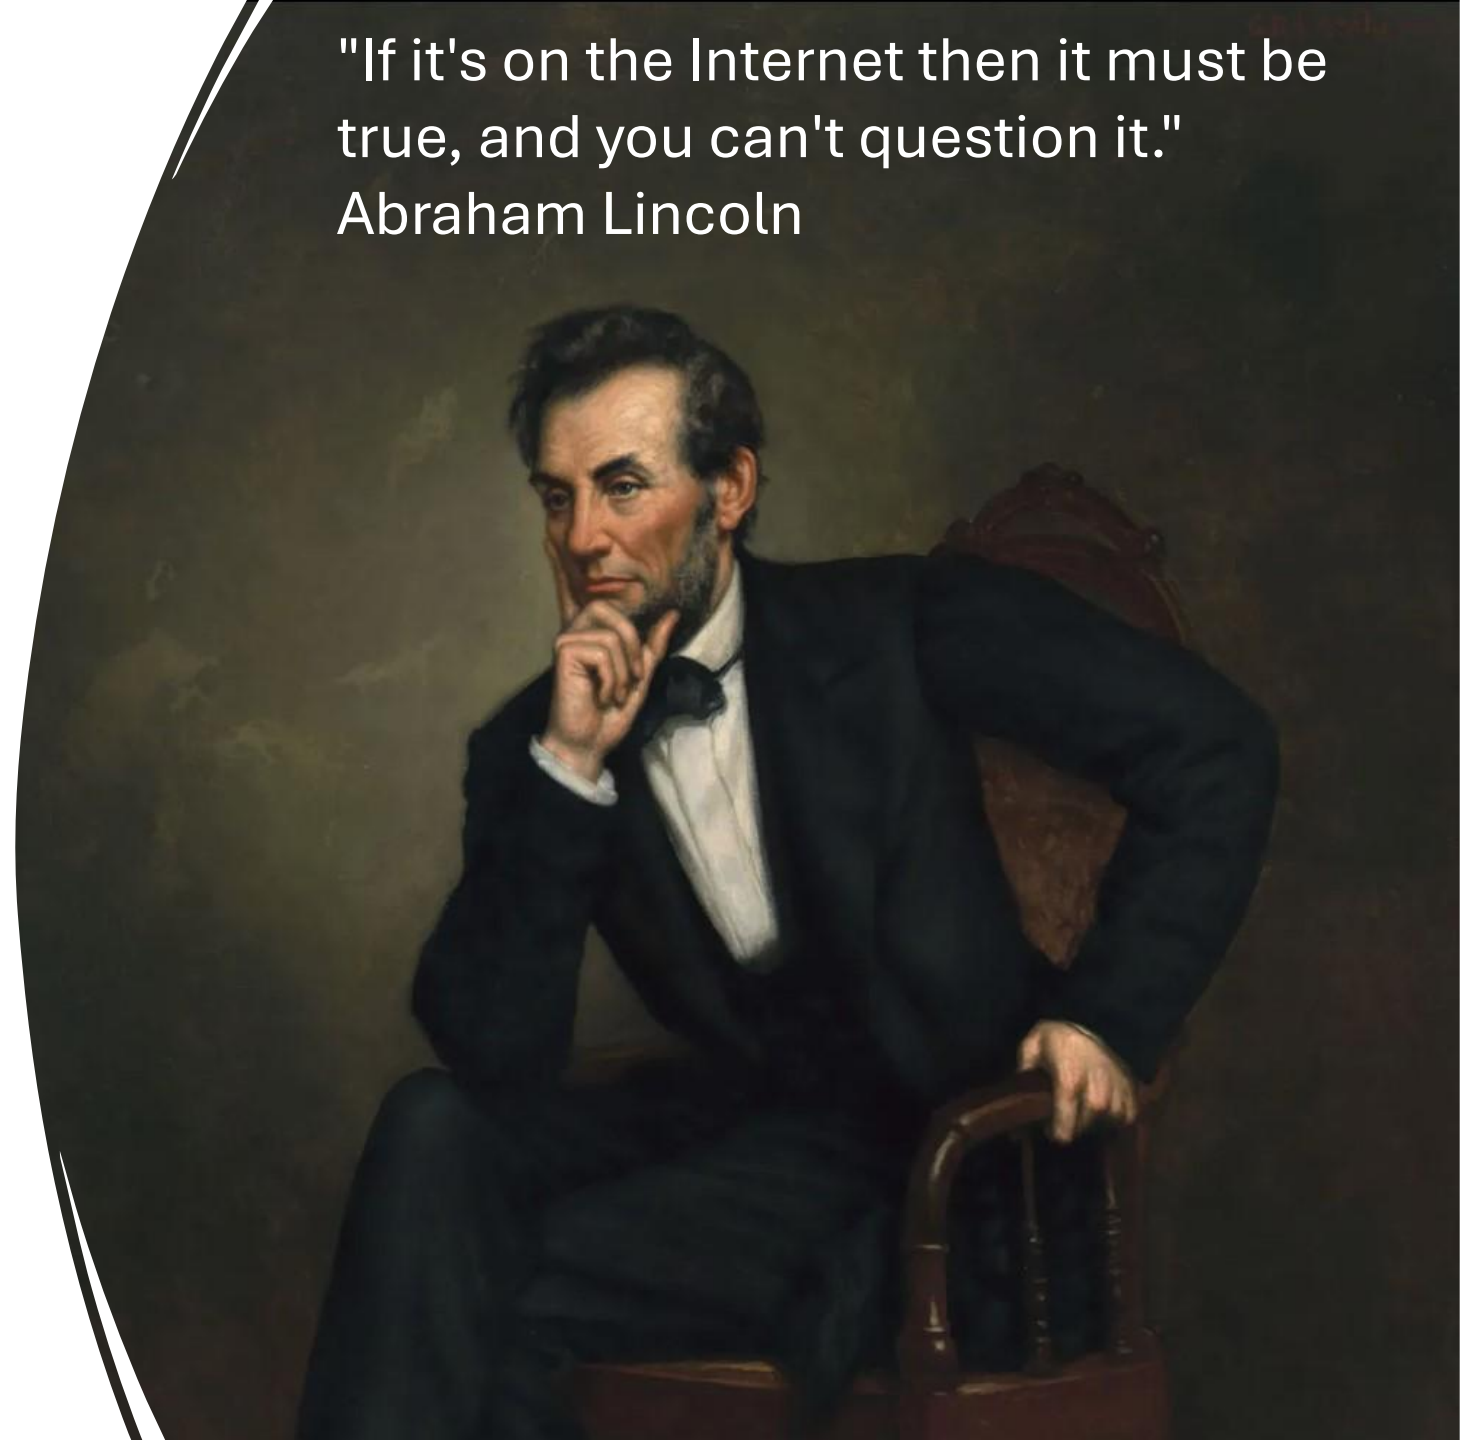 "If it's on the Internet then it must be
true, and you can't question it."
Abraham Lincoln